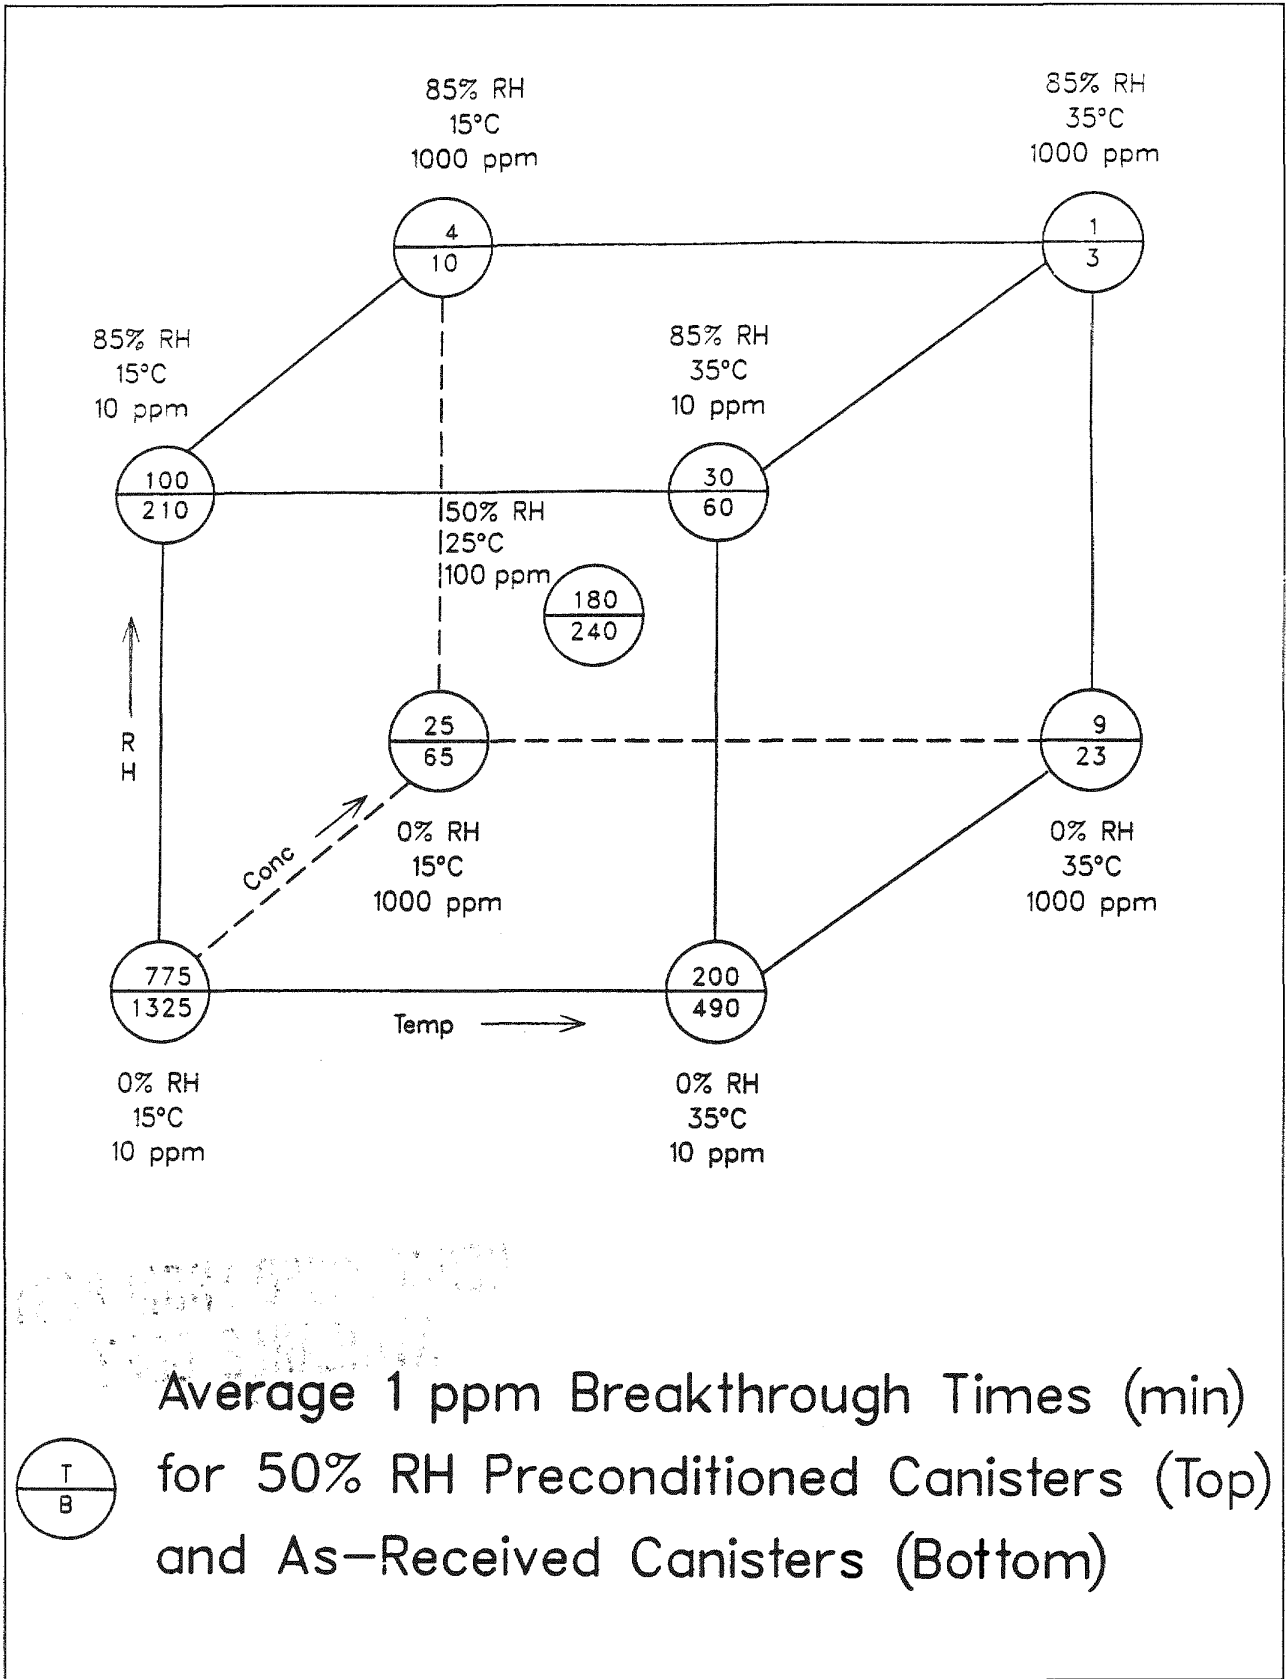 85% RH
15°C
1000 ppm
85% RH
35°C
1000 ppm
4
10
1
3
85% RH
15°C
10 ppm
85% RH
35°C
10 ppm
100
210
30
60
50% RH
25°C
100 ppm
180
240
R
H
25
65
9
23
0% RH
15°C
1000 ppm
0% RH
35°C
1000 ppm
Conc
775
1325
200
490
Temp
0% RH
15°C
10 ppm
0% RH
35°C
10 ppm
T
B
Average 1 ppm Breakthrough Times (min)
for 50% RH Preconditioned Canisters (Top)
and As-Received Canisters (Bottom)